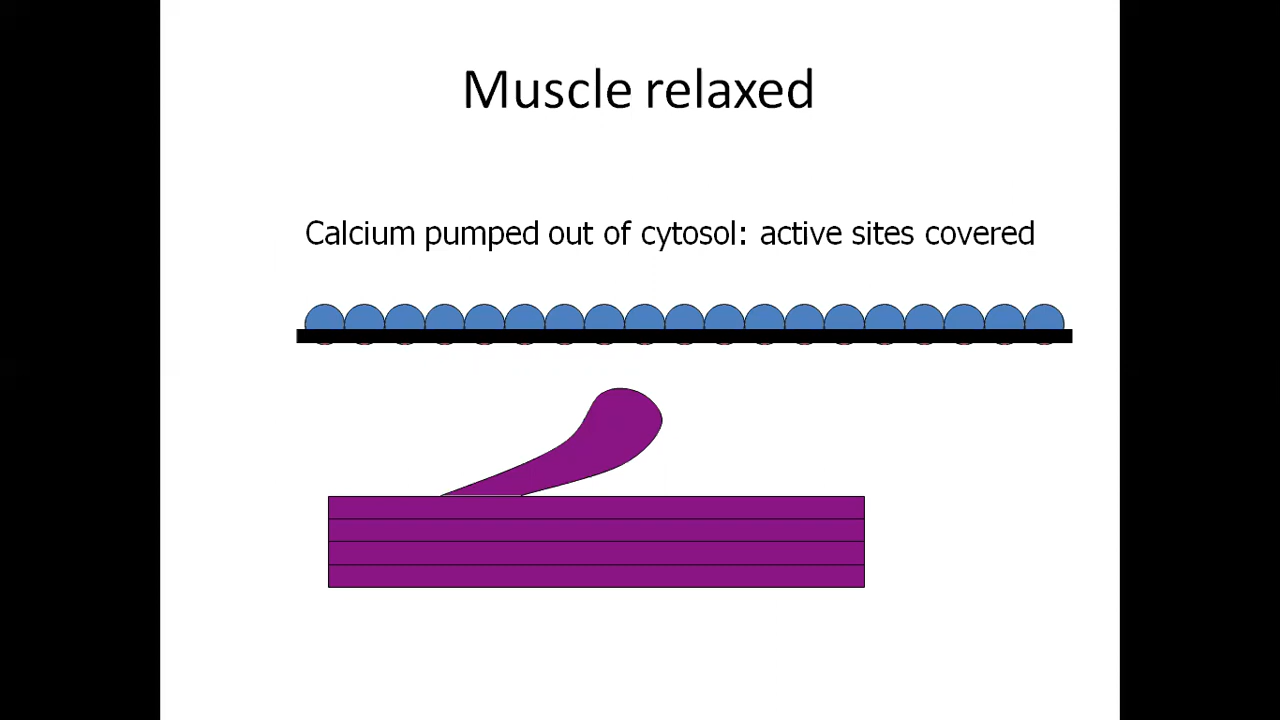 Muscle relaxed
Calcium pumped out of cytosol: active sites covered